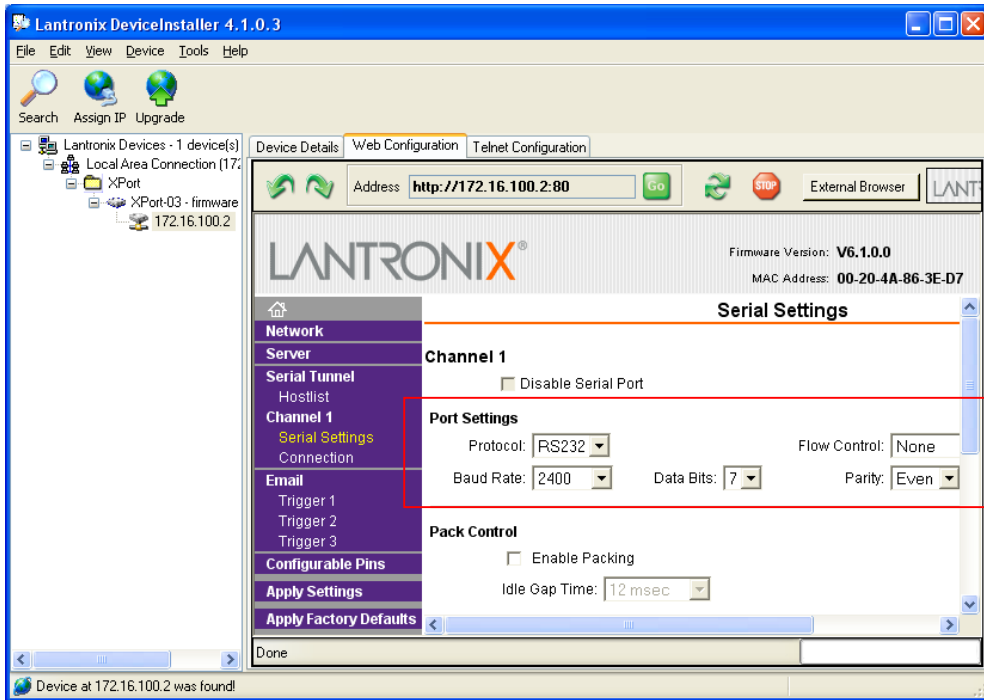 Lantronix DeviceInstaller 4.1.0.3
File Edit View Device Tools Help
Search Assign IP Upgrade
Lantronix Devices - 1 device(s)
Local Area Connection (172
XPort
XPort-03 - firmware
172.16.100.2
Device Details Web Configuration Telnet Configuration
Address http://172.16.100.2:80 Go STOP External Browser LANT
LANTRONIX®
Firmware Version: V6.1.0.0
MAC Address: 00-20-4A-86-3E-D7
Network
Server
Serial Tunnel
Hostlist
Channel 1
Serial Settings
Connection
Email
Trigger 1
Trigger 2
Trigger 3
Configurable Pins
Apply Settings
Apply Factory Defaults
Serial Settings
Channel 1
Disable Serial Port
Port Settings
Protocol: RS232 Flow Control: None
Baud Rate: 2400 Data Bits: 7 Parity: Even
Pack Control
Enable Packing
Idle Gap Time: 12 msec
Done
Device at 172.16.100.2 was found!